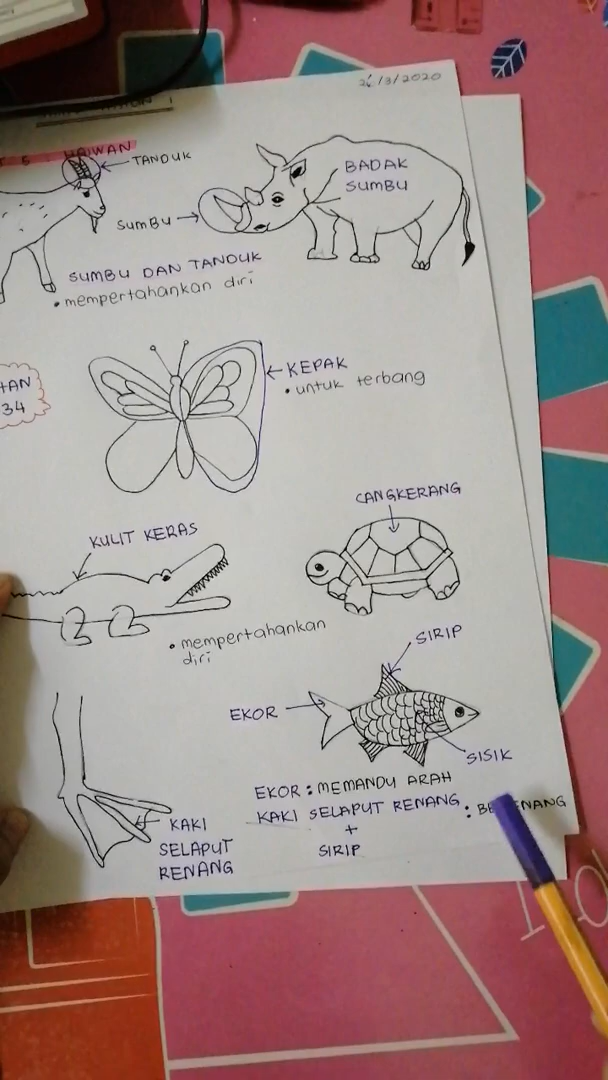 26/3/2020
HAIWAN
TANDUK
BADAK
SUMBU
SUMBU
SUMBU DAN TANDUK
• mempertahankan diri
KEPAK
• untuk terbang
34
CANGKERANG
KULIT KERAS
• mempertahankan
diri
SIRIP
EKOR
SISIK
EKOR : MEMANDU ARAH
KAKI SELAPUT RENANG :
+
SIRIP
KAKI
SELAPUT
RENANG